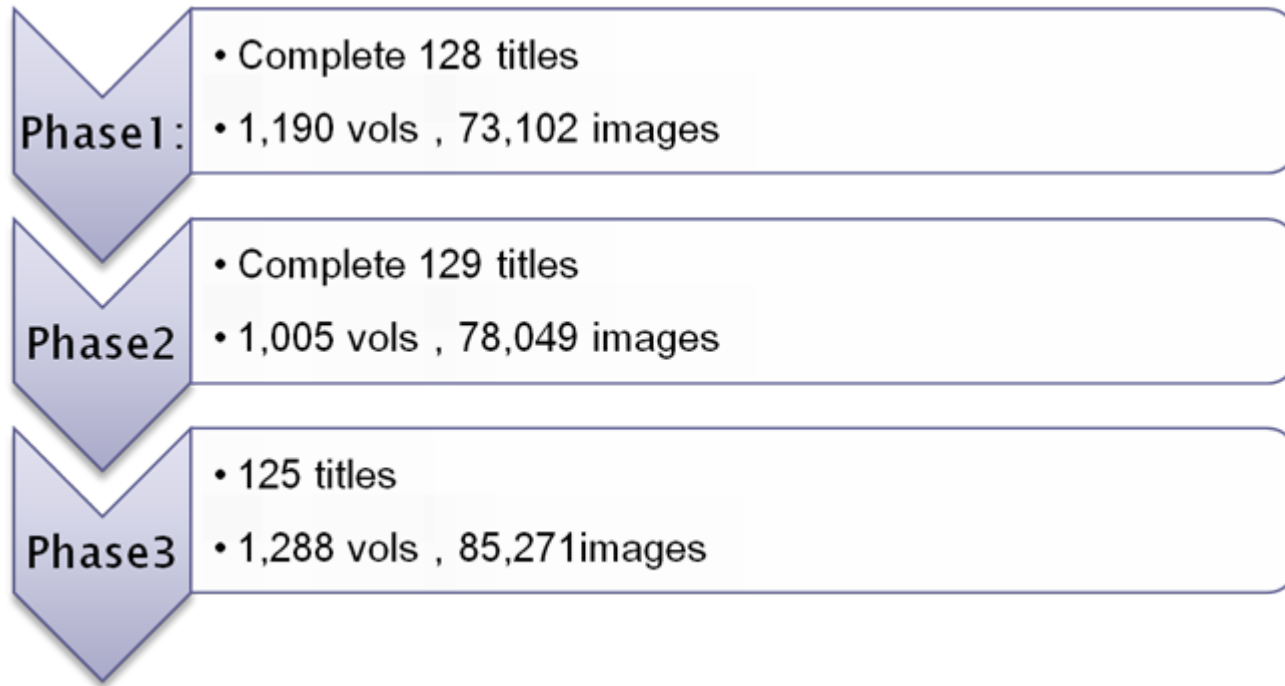 Phase1:
• Complete 128 titles
• 1,190 vols , 73,102 images
Phase2
• Complete 129 titles
• 1,005 vols , 78,049 images
Phase3
• 125 titles
• 1,288 vols , 85,271images